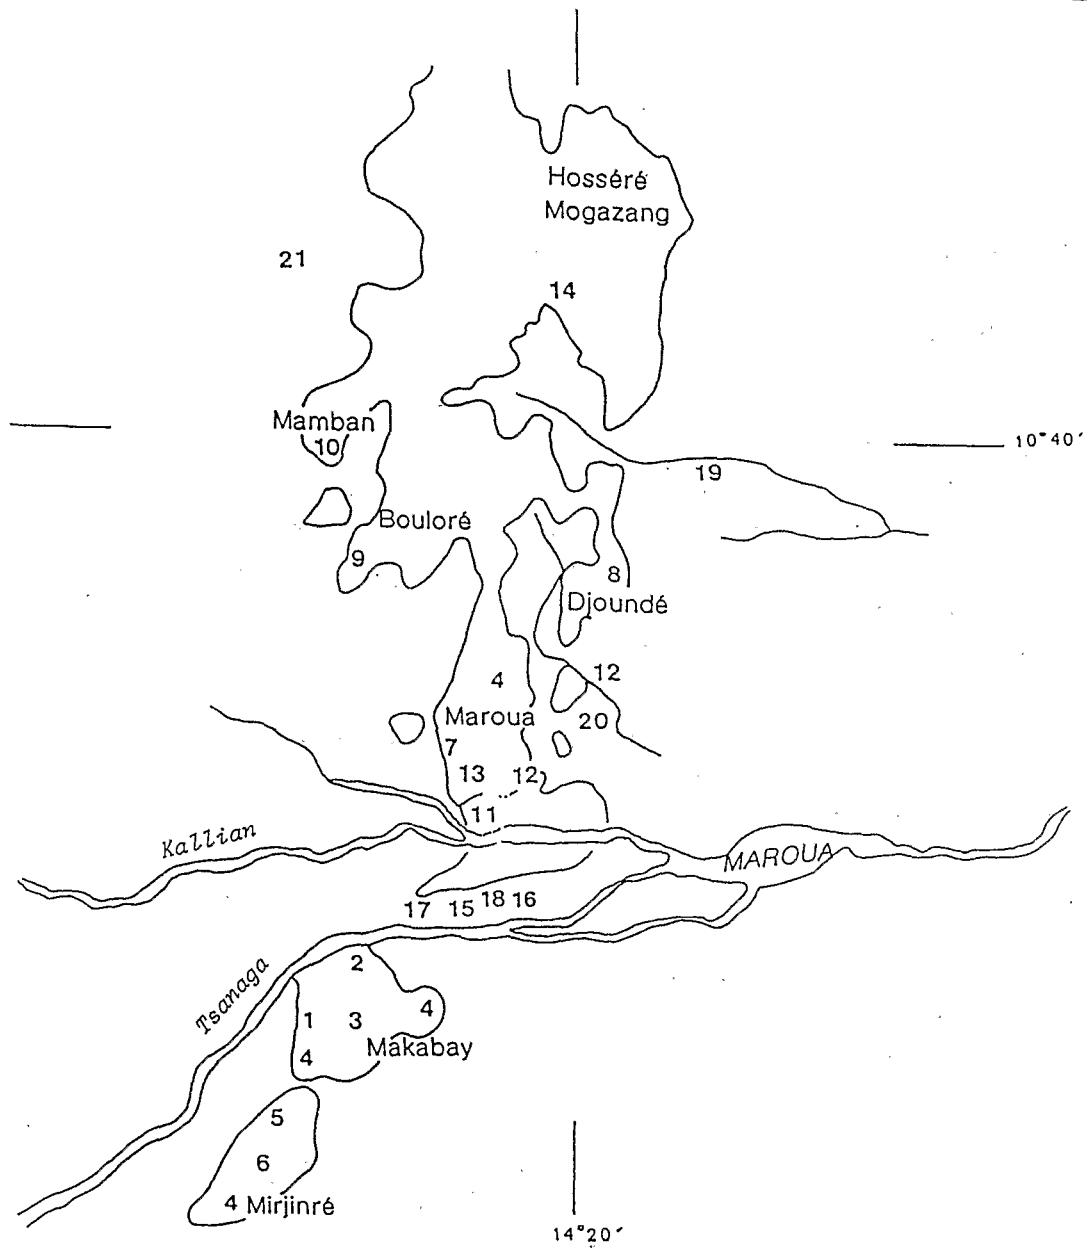 Hosséré
Mogazang
21
14
Mamban
10
10°40′
19
Bouloré
9
8
Djoundé
4
12
Maroua
20
7
13
12
11
Kallian
MAROUA
17
15
18
16
Tsanaga
2
1
3
4
Makabay
4
5
6
4 Mirjinré
14°20′